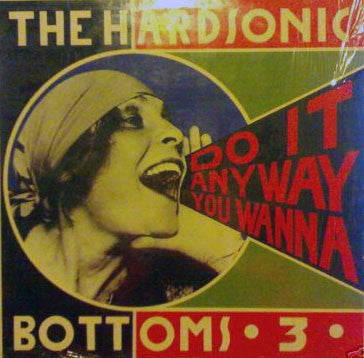 THE HARDSONIC
DO IT
ANYWAY
YOU WANNA
BOTTOMS • 3 •